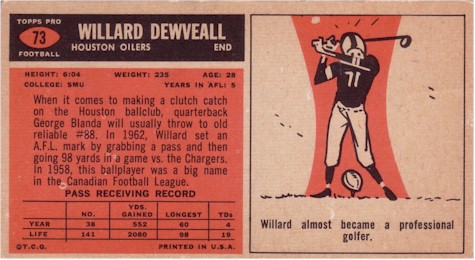 TOPPS PRO
73
FOOTBALL
WILLARD DEWVEALL
HOUSTON OILERS END
HEIGHT: 6:04 WEIGHT: 235 AGE: 28
COLLEGE: SMU YEARS IN AFL: 5
When it comes to making a clutch catch
on the Houston ballclub, quarterback
George Blanda will usually throw to old
reliable #88. In 1962, Willard set an
A.F.L. mark by grabbing a pass and then
going 98 yards in a game vs. the Chargers.
In 1958, this ballplayer was a big name
in the Canadian Football League.
PASS RECEIVING RECORD
NO. YDS. GAINED LONGEST TDs
YEAR 38 552 60 4
LIFE 141 2080 98 19
©T.C.G. PRINTED IN U.S.A.
71
Willard almost became a professional
golfer.